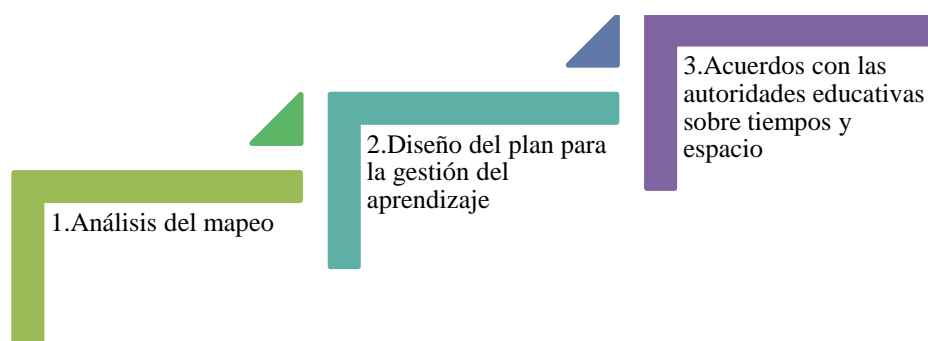 1.Análisis del mapeo
2.Diseño del plan para
la gestión del
aprendizaje
3.Acuerdos con las
autoridades educativas
sobre tiempos y
espacio